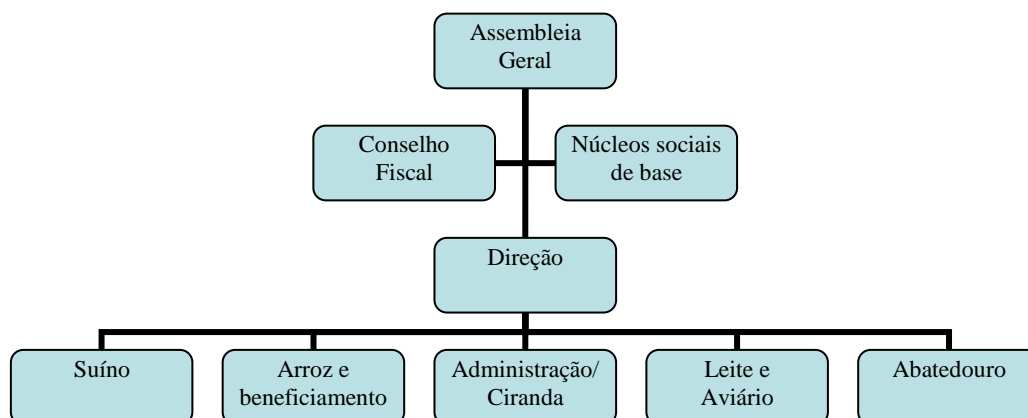 Assembleia
Geral
Conselho
Fiscal
Núcleos sociais
de base
Direção
Suíno
Arroz e
beneficiamento
Administração/
Ciranda
Leite e
Aviário
Abatedouro